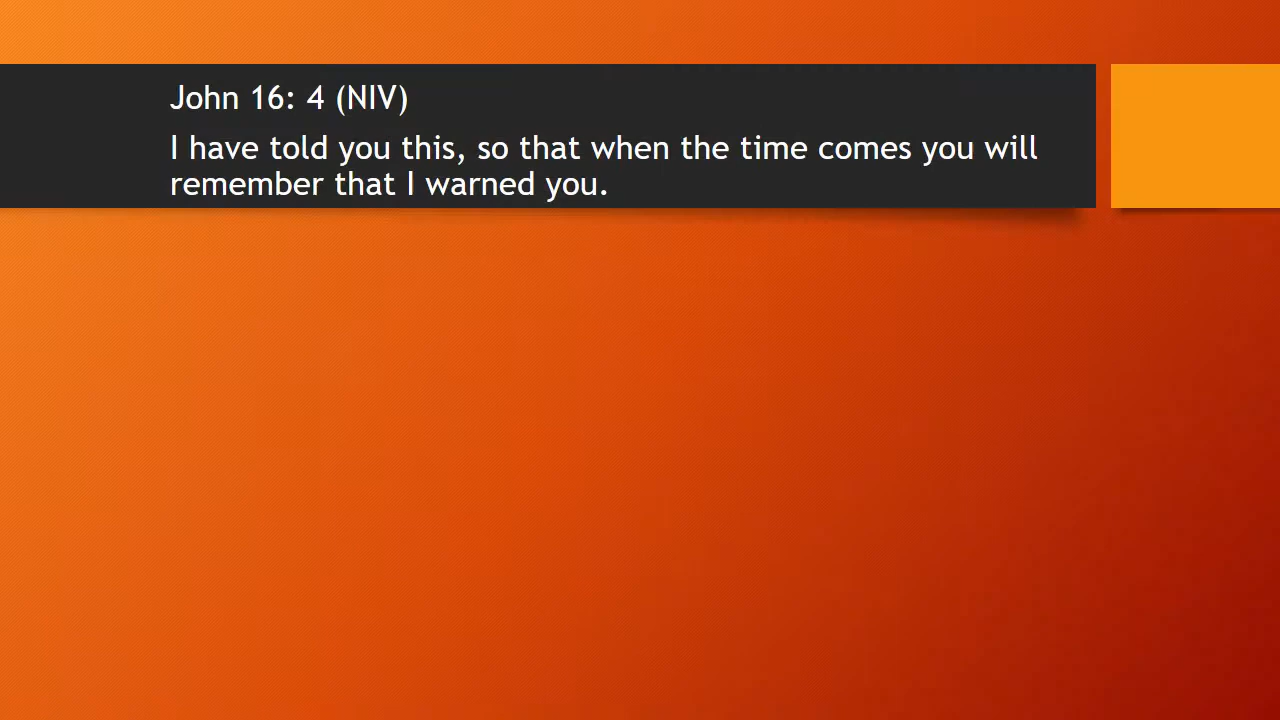 John 16: 4 (NIV)
I have told you this, so that when the time comes you will
remember that I warned you.